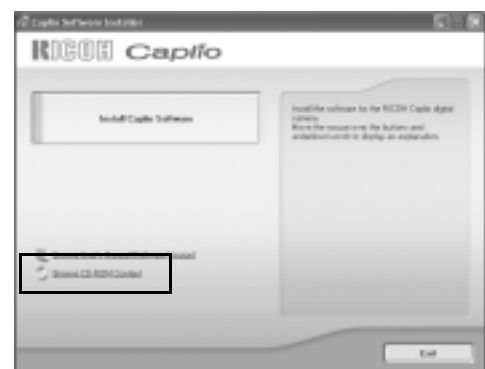 Caplio Software Installer
RICOH Caplio
Install Caplio Software
Install the software for the RICOH Caplio digital
camera.
Move the mouse over the buttons and
underlined words to display an explanation.
Browse CD-ROM Content
Exit